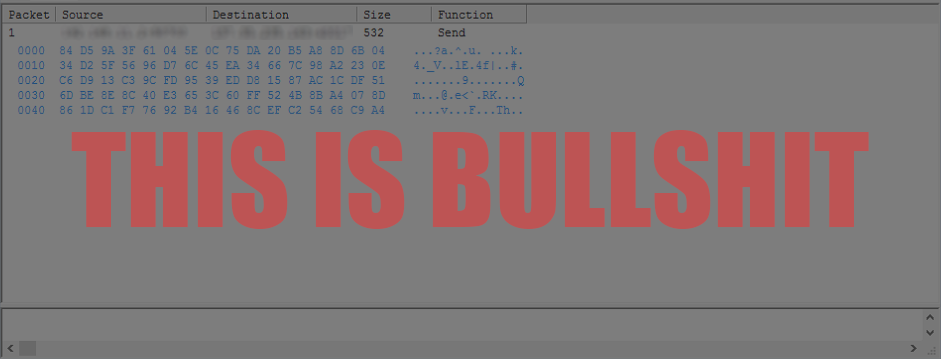 Packet Source Destination Size Function
1 532 Send
0000 84 D5 9A 3F 61 04 5E 0C 75 DA 20 B5 A8 8D 6B 04 ...?a.^.u. ...k.
0010 34 D2 5F 56 96 D7 6C 45 EA 34 66 7C 98 A2 23 0E 4._V..lE.4f|..#.
0020 C6 D9 13 C3 9C FD 95 39 ED D8 15 87 AC 1C DF 51 .......9.......Q
0030 6D BE 8E 8C 40 E3 65 3C 60 FF 52 4B 8B A4 07 8D m...@.e<`.RK....
0040 86 1D C1 F7 76 92 B4 16 46 8C EF C2 54 68 C9 A4 ....v...F...Th..
THIS IS BULLSHIT